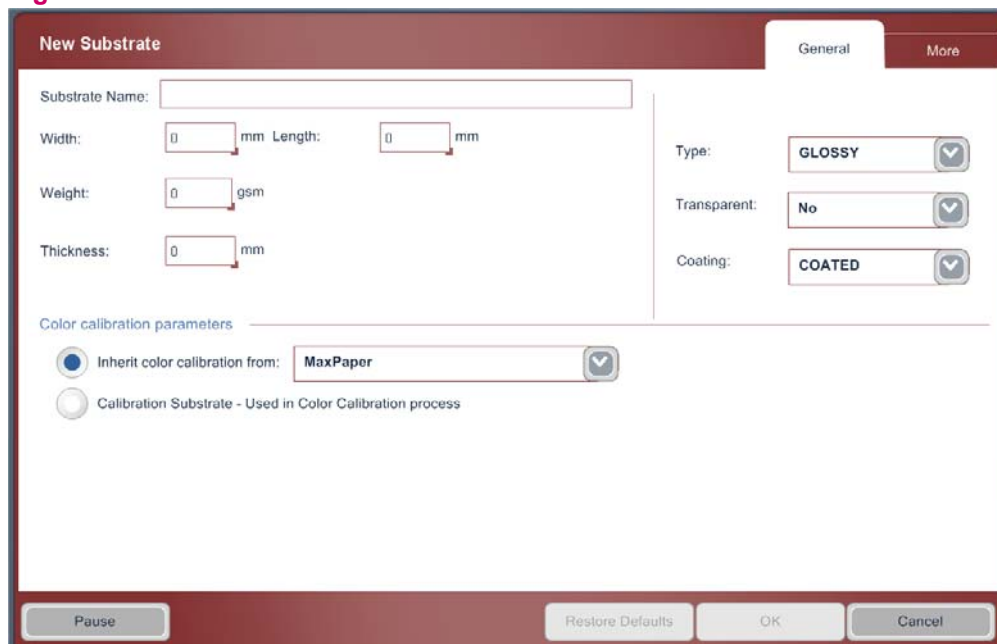 New Substrate
General
More
Substrate Name:
Width: 0 mm Length: 0 mm
Weight: 0 gsm
Thickness: 0 mm
Type: GLOSSY
Transparent: No
Coating: COATED
Color calibration parameters
Inherit color calibration from: MaxPaper
Calibration Substrate - Used in Color Calibration process
Pause
Restore Defaults
OK
Cancel